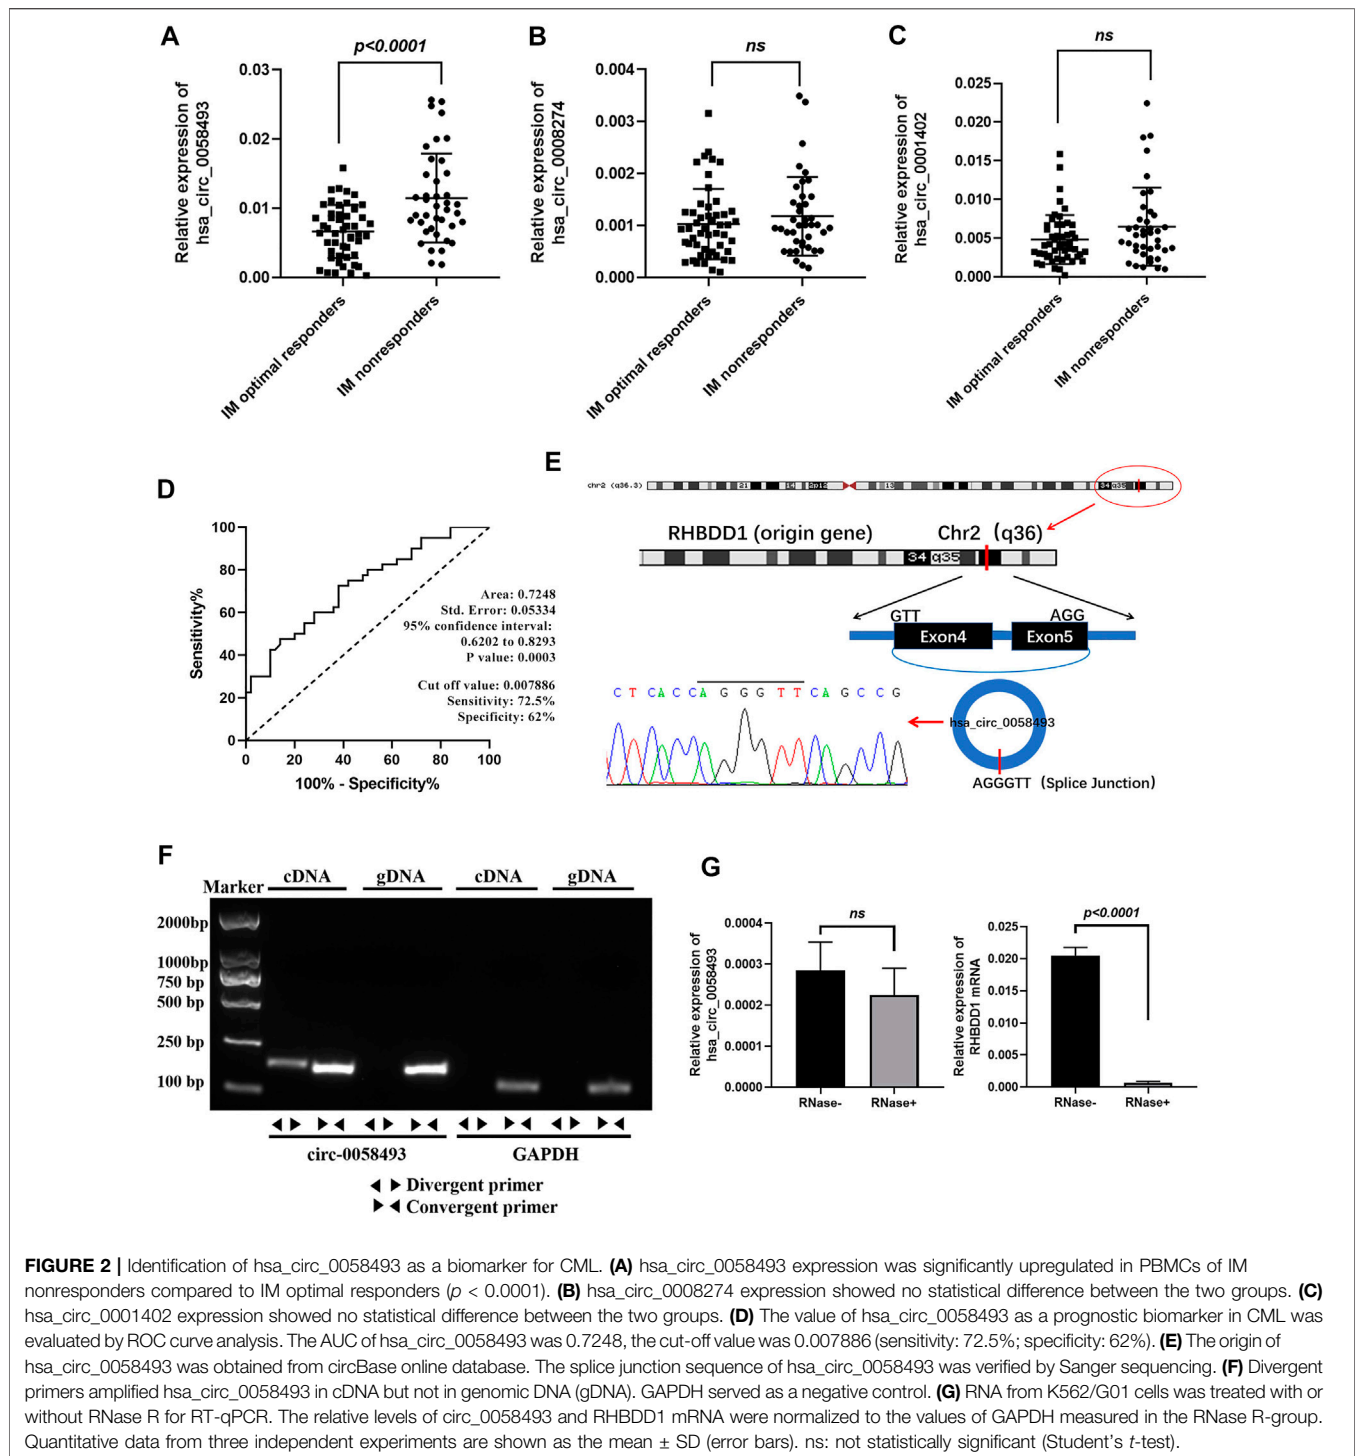 A
p<0.0001
Relative expression of
hsa_circ_0058493
0.03
0.02
0.01
0.00
IM optimal responders
IM nonresponders
B
ns
Relative expression of
hsa_circ_0008274
0.004
0.003
0.002
0.001
0.000
IM optimal responders
IM nonresponders
C
ns
Relative expression of
hsa_circ_0001402
0.025
0.020
0.015
0.010
0.005
0.000
IM optimal responders
IM nonresponders
D
Sensitivity%
100
80
60
40
20
0
Area: 0.7248
Std. Error: 0.05334
95% confidence interval:
0.6202 to 0.8293
P value: 0.0003
Cut off value: 0.007886
Sensitivity: 72.5%
Specificity: 62%
0 20 40 60 80 100
100% - Specificity%
E
chr2 (q36.3)
21 14 2p12 13 34 q35
RHBDD1 (origin gene) Chr2 (q36)
34 q35
GTT AGG
Exon4 Exon5
C T C A C C A G G G T T C A G C C G
hsa_circ_0058493
AGGGTT (Splice Junction)
F
Marker cDNA gDNA cDNA gDNA
2000bp
1000bp
750 bp
500 bp
250 bp
100 bp
circ-0058493 GAPDH
Divergent primer
Convergent primer
G
ns
Relative expression of
hsa_circ_0058493
0.0004
0.0003
0.0002
0.0001
0.0000
RNase- RNase+
p<0.0001
Relative expression of
RHBDD1 mRNA
0.025
0.020
0.015
0.010
0.005
0.000
RNase- RNase+
FIGURE 2 | Identification of hsa_circ_0058493 as a biomarker for CML. (A) hsa_circ_0058493 expression was significantly upregulated in PBMCs of IM
nonresponders compared to IM optimal responders (p < 0.0001). (B) hsa_circ_0008274 expression showed no statistical difference between the two groups. (C)
hsa_circ_0001402 expression showed no statistical difference between the two groups. (D) The value of hsa_circ_0058493 as a prognostic biomarker in CML was
evaluated by ROC curve analysis. The AUC of hsa_circ_0058493 was 0.7248, the cut-off value was 0.007886 (sensitivity: 72.5%; specificity: 62%). (E) The origin of
hsa_circ_0058493 was obtained from circBase online database. The splice junction sequence of hsa_circ_0058493 was verified by Sanger sequencing. (F) Divergent
primers amplified hsa_circ_0058493 in cDNA but not in genomic DNA (gDNA). GAPDH served as a negative control. (G) RNA from K562/G01 cells was treated with or
without RNase R for RT-qPCR. The relative levels of circ_0058493 and RHBDD1 mRNA were normalized to the values of GAPDH measured in the RNase R-group.
Quantitative data from three independent experiments are shown as the mean ± SD (error bars). ns: not statistically significant (Student's t-test).